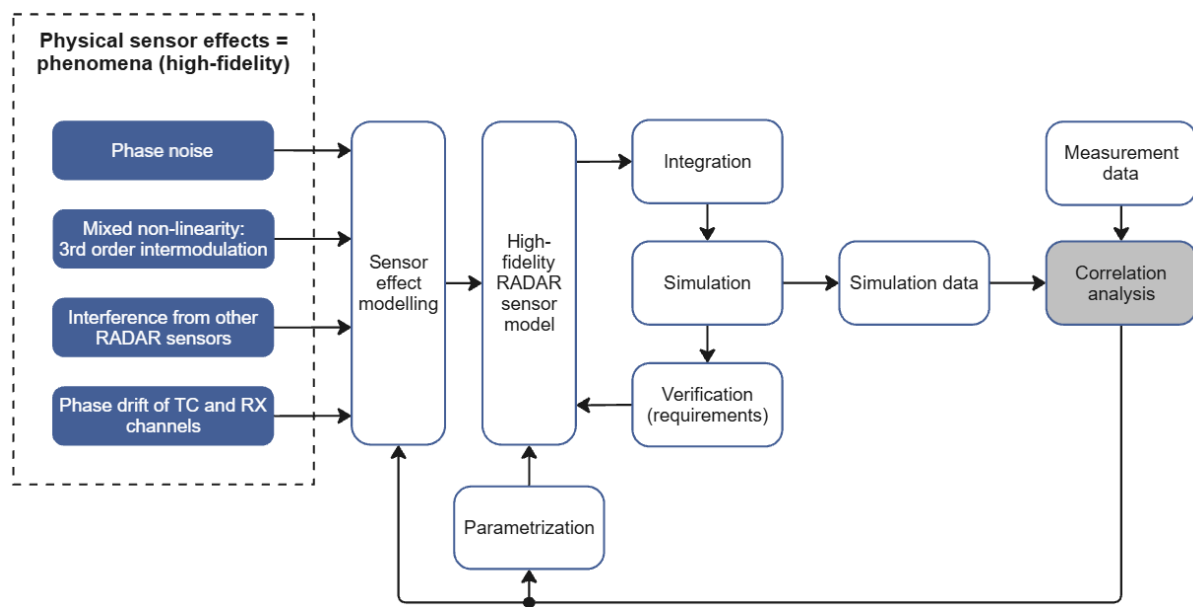 Physical sensor effects =
phenomena (high-fidelity)
Phase noise
Mixed non-linearity:
3rd order intermodulation
Interference from other
RADAR sensors
Phase drift of TC and RX
channels
Sensor
effect
modelling
High-
fidelity
RADAR
sensor
model
Integration
Simulation
Verification
(requirements)
Parametrization
Simulation data
Measurement
data
Correlation
analysis